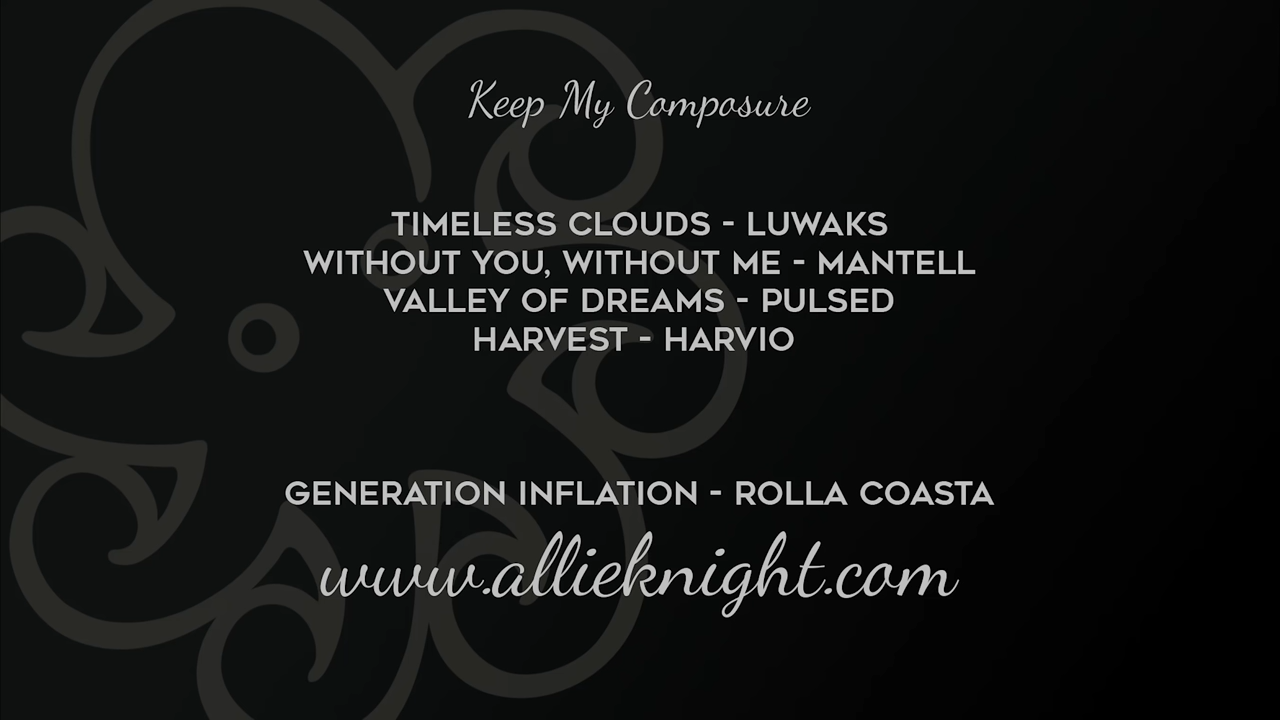 Keep My Composure
TIMELESS CLOUDS - LUWAKS
WITHOUT YOU, WITHOUT ME - MANTELL
VALLEY OF DREAMS - PULSED
HARVEST - HARVIO
GENERATION INFLATION - ROLLA COASTA
www.allieknight.com